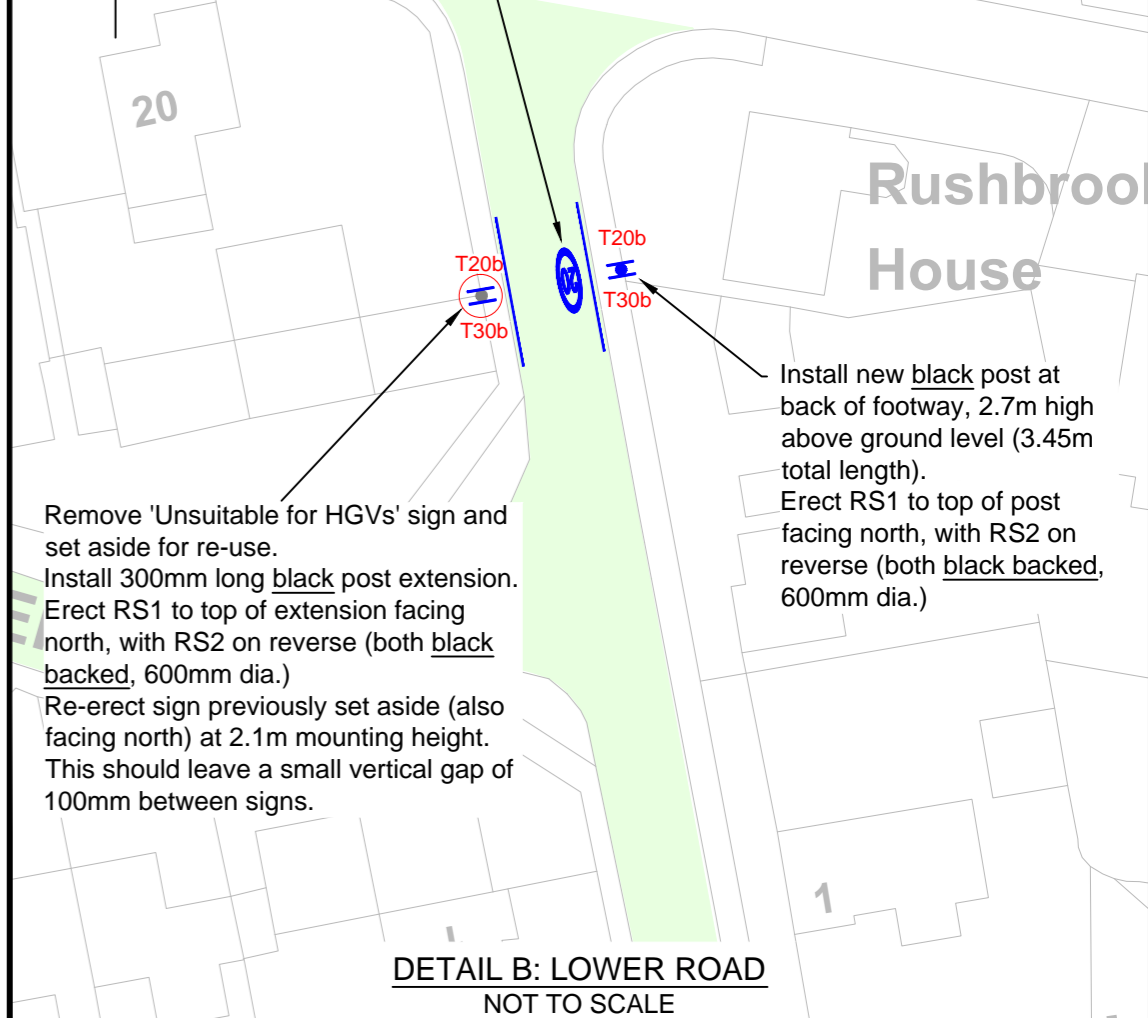 20
Rushbrook
House
T20b
T30b
20
T20b
T30b
Install new black post at
back of footway, 2.7m high
above ground level (3.45m
total length).
Erect RS1 to top of post
facing north, with RS2 on
reverse (both black backed,
600mm dia.)
Remove 'Unsuitable for HGVs' sign and
set aside for re-use.
Install 300mm long black post extension.
Erect RS1 to top of extension facing
north, with RS2 on reverse (both black
backed, 600mm dia.)
Re-erect sign previously set aside (also
facing north) at 2.1m mounting height.
This should leave a small vertical gap of
100mm between signs.
1
DETAIL B: LOWER ROAD
NOT TO SCALE